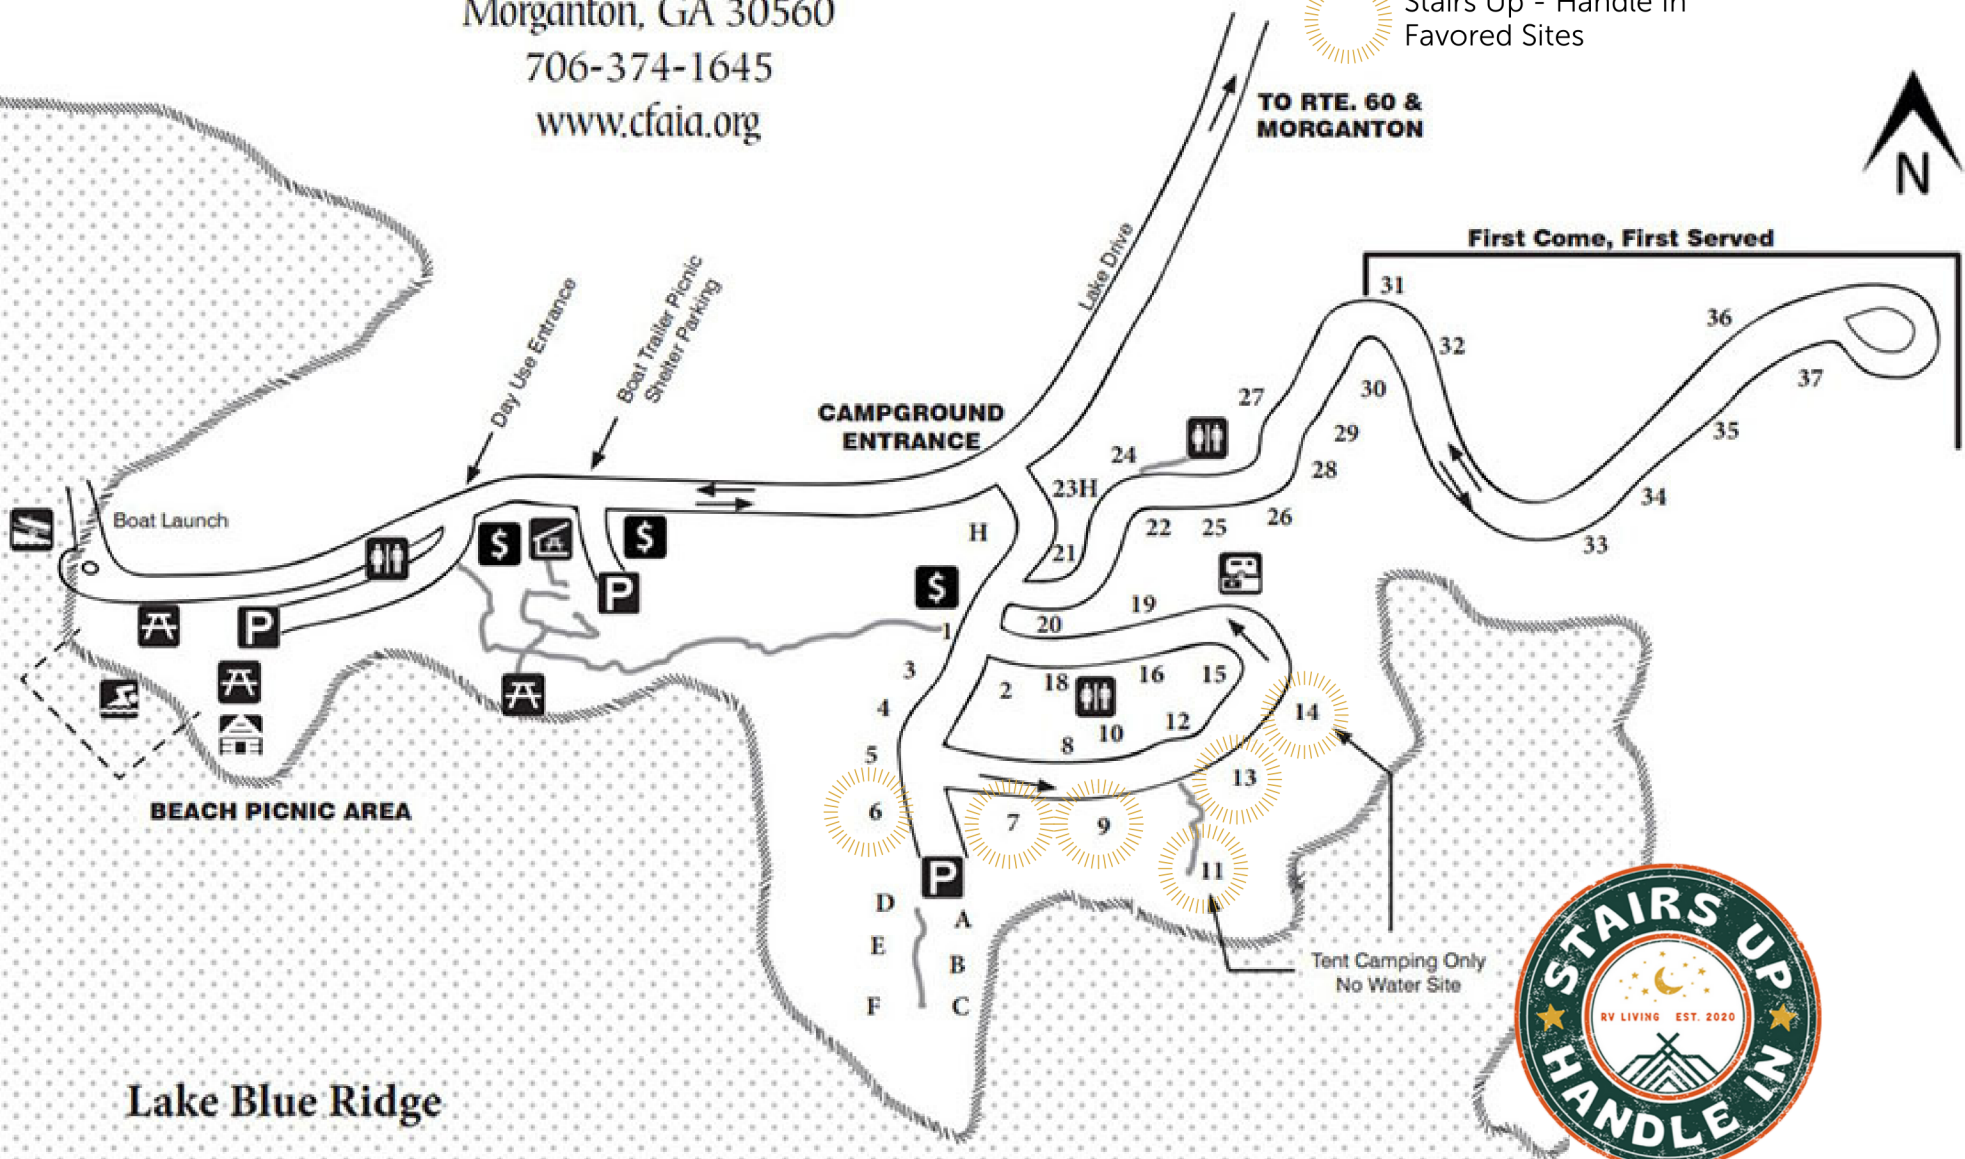 Morganton, GA 30560
706-374-1645
www.cfaia.org
Stairs Up - Handle In
Favored Sites
TO RTE. 60 &
MORGANTON
N
First Come, First Served
Lake Drive
Day Use Entrance
Boat Trailer Picnic
Shelter Parking
CAMPGROUND
ENTRANCE
Boat Launch
31
36
32
37
27
30
35
29
24
28
34
23H
26
22
25
33
H
21
$
$
$
P
P
19
20
1
3
2
18
16
15
4
14
12
10
8
5
13
6
7
9
11
BEACH PICNIC AREA
P
D
A
E
B
F
C
Tent Camping Only
No Water Site
Lake Blue Ridge
STAIRS UP
RV LIVING EST. 2020
HANDLE IN